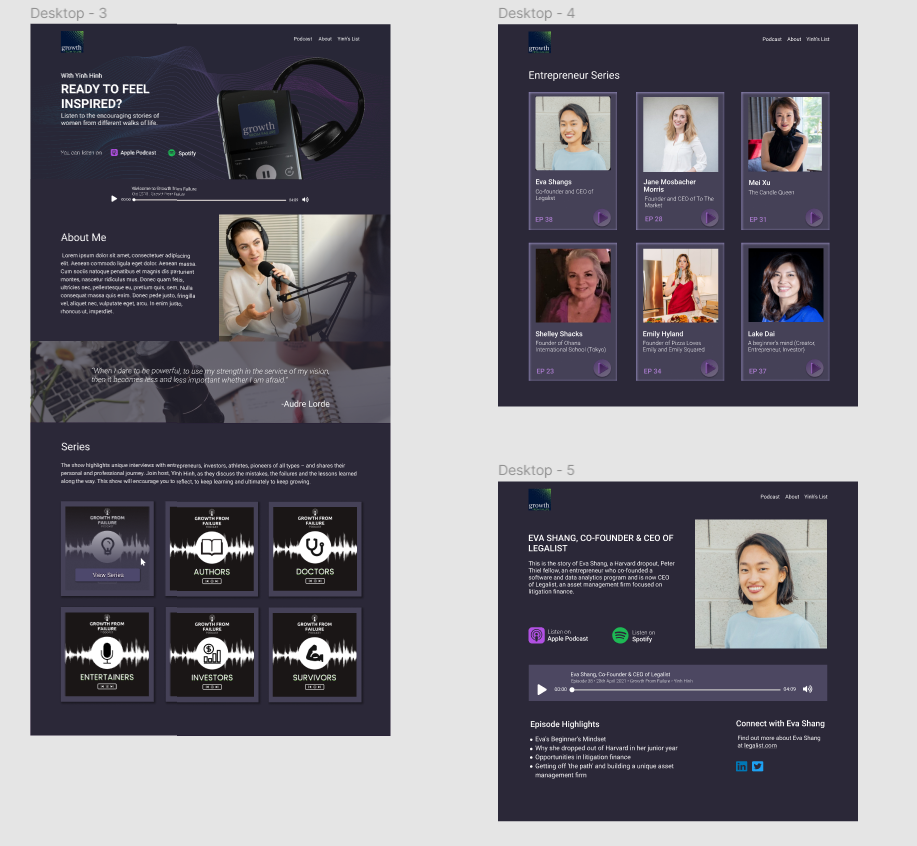 Desktop - 3
growth
Podcast About Yinh's List
With Yinh Hinh
READY TO FEEL
INSPIRED?
Listen to the encouraging stories of
women from different walks of life.
growth
You can listen on Apple Podcast Spotify
Welcome to Growth From Failure
00:00 04:09
About Me
Lorem ipsum dolor sit amet, consectetuer adipiscing
elit. Aenean commodo ligula eget dolor. Aenean massa.
Cum sociis natoque penatibus et magnis dis parturient
montes, nascetur ridiculus mus. Donec quam felis,
ultricies nec, pellentesque eu, pretium quis, sem. Nulla
consequat massa quis enim. Donec pede justo, fringilla
vel, aliquet nec, vulputate eget, arcu. In enim justo,
rhoncus ut, imperdiet.
"When I dare to be powerful, to use my strength in the service of my vision,
then it becomes less and less important whether I am afraid."
-Audre Lorde
Series
The show highlights unique interviews with entrepreneurs, investors, athletes, pioneers of all types – and shares their
personal and professional journey. Join host, Yinh Hinh, as they discuss the mistakes, the failures and the lessons learned
along the way. This show will encourage you to reflect, to keep learning and ultimately to keep growing.
GROWTH FROM
FAILURE
PODCAST
View Series
GROWTH FROM
FAILURE
PODCAST
AUTHORS
GROWTH FROM
FAILURE
PODCAST
DOCTORS
GROWTH FROM
FAILURE
PODCAST
ENTERTAINERS
GROWTH FROM
FAILURE
PODCAST
INVESTORS
GROWTH FROM
FAILURE
PODCAST
SURVIVORS
Desktop - 4
growth
Podcast About Yinh's List
Entrepreneur Series
Eva Shangs
Co-founder and CEO of
Legalist
EP 38
Jane Mosbacher
Morris
Founder and CEO of To The
Market
EP 28
Mei Xu
The Candle Queen
EP 31
Shelley Shacks
Founder of Ohana
International School (Tokyo)
EP 23
Emily Hyland
Founder of Pizza Loves
Emily and Emily Squared
EP 34
Lake Dai
A beginner's mind (Creator,
Entrepreneur, Investor)
EP 37
Desktop - 5
growth
Podcast About Yinh's List
EVA SHANG, CO-FOUNDER & CEO OF
LEGALIST
This is the story of Eva Shang, a Harvard dropout, Peter
Thiel fellow, an entrepreneur who co-founded a
software and data analytics program and is now CEO
of Legalist, an asset management firm focused on
litigation finance.
Listen on
Apple Podcast
Listen on
Spotify
Eva Shang, Co-Founder & CEO of Legalist
Episode 38 • 28th April 2021 • Growth From Failure • Yinh Hinh
00:00 04:09
Episode Highlights
• Eva's Beginner's Mindset
• Why she dropped out of Harvard in her junior year
• Opportunities in litigation finance
• Getting off 'the path' and building a unique asset
management firm
Connect with Eva Shang
Find out more about Eva Shang
at legalist.com